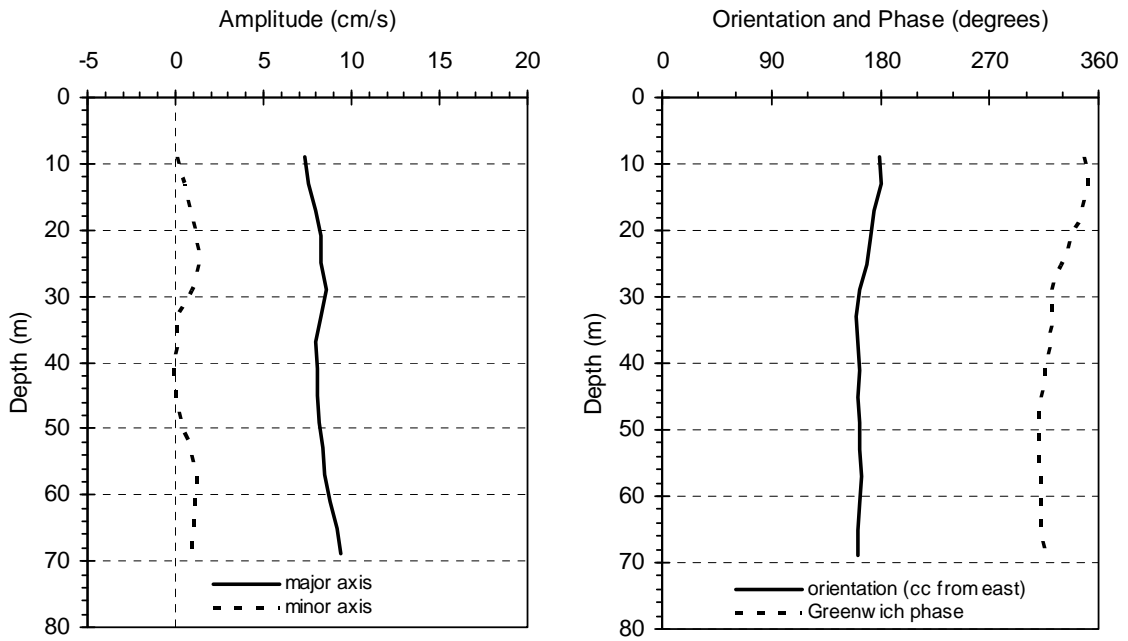 Amplitude (cm/s)
-5 0 5 10 15 20
0
10
20
30
40
50
60
70
80
Depth (m)
major axis
minor axis
Orientation and Phase (degrees)
0 90 180 270 360
0
10
20
30
40
50
60
70
80
Depth (m)
orientation (cc from east)
Greenwich phase